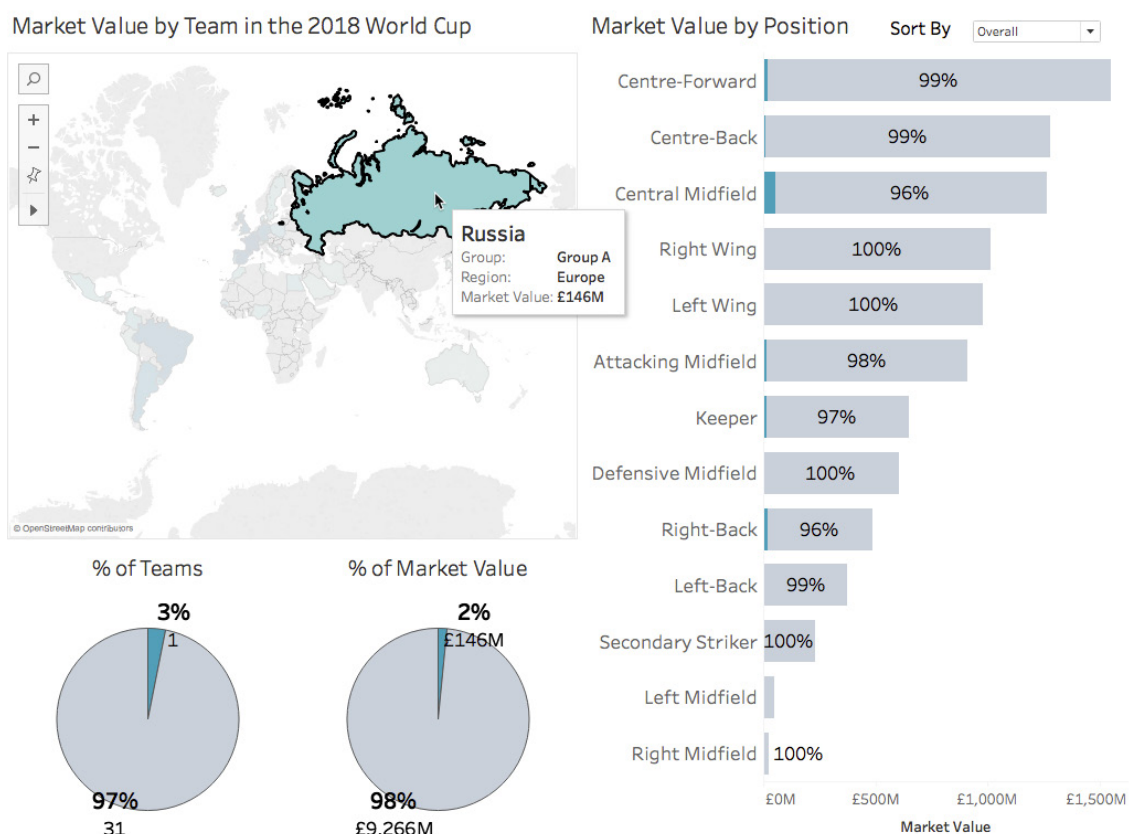 Market Value by Team in the 2018 World Cup
© OpenStreetMap contributors
Russia
Group: Group A
Region: Europe
Market Value: £146M
% of Teams
3%
1
97%
31
% of Market Value
2%
£146M
98%
£9,266M
Market Value by Position
Sort By Overall
Centre-Forward 99%
Centre-Back 99%
Central Midfield 96%
Right Wing 100%
Left Wing 100%
Attacking Midfield 98%
Keeper 97%
Defensive Midfield 100%
Right-Back 96%
Left-Back 99%
Secondary Striker 100%
Left Midfield
Right Midfield 100%
£0M £500M £1,000M £1,500M
Market Value